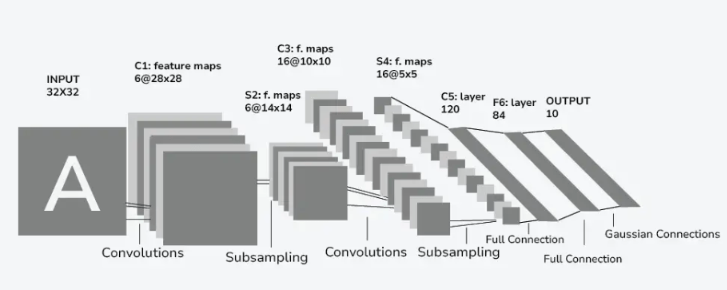 INPUT
32X32
A
C1: feature maps
6@28x28
S2: f. maps
6@14x14
C3: f. maps
16@10x10
S4: f. maps
16@5x5
C5: layer
120
F6: layer
84
OUTPUT
10
Convolutions
Subsampling
Convolutions
Subsampling
Full Connection
Full Connection
Gaussian Connections